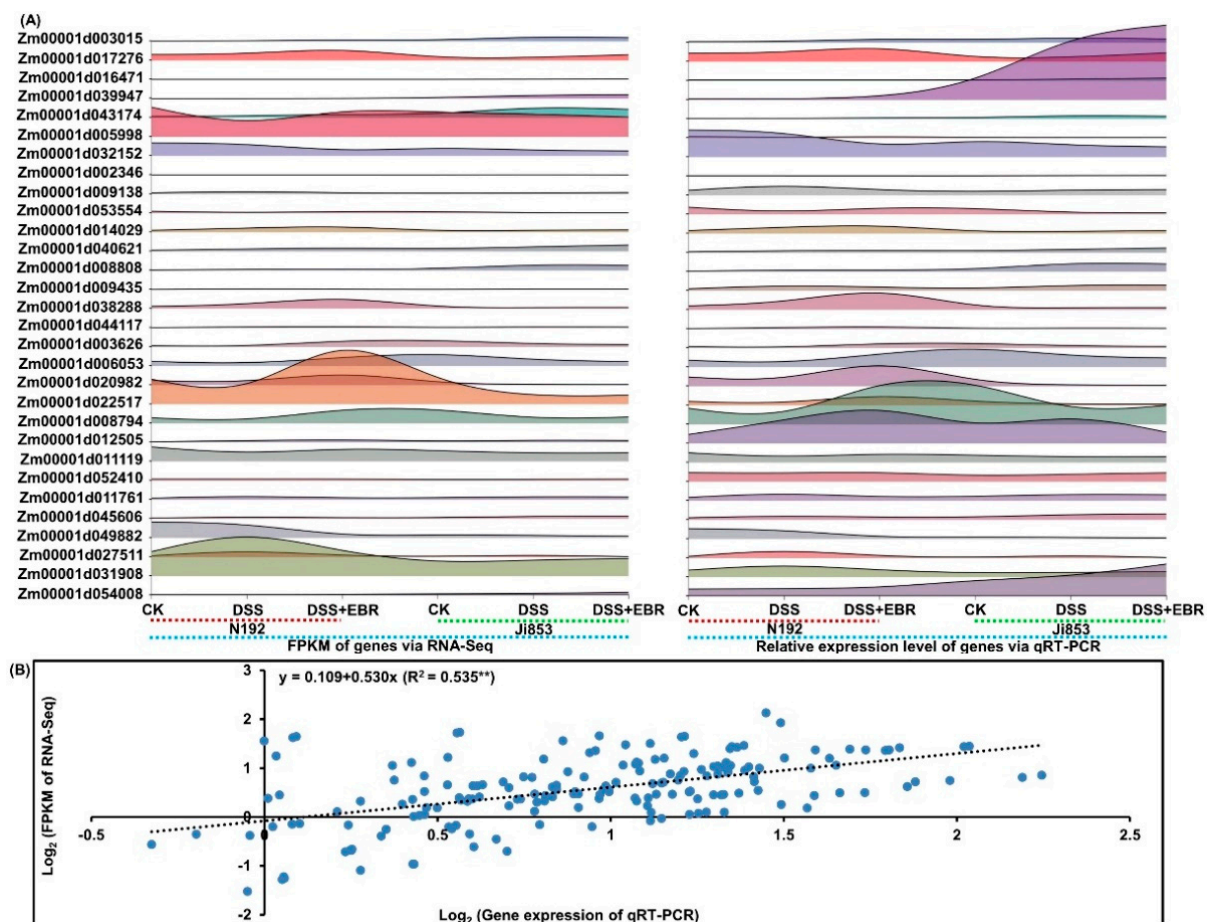 (A)
Zm00001d003015
Zm00001d017276
Zm00001d016471
Zm00001d039947
Zm00001d043174
Zm00001d005998
Zm00001d032152
Zm00001d002346
Zm00001d009138
Zm00001d053554
Zm00001d014029
Zm00001d040621
Zm00001d008808
Zm00001d009435
Zm00001d038288
Zm00001d044117
Zm00001d003626
Zm00001d006053
Zm00001d020982
Zm00001d022517
Zm00001d008794
Zm00001d012505
Zm00001d011119
Zm00001d052410
Zm00001d011761
Zm00001d045606
Zm00001d049882
Zm00001d027511
Zm00001d031908
Zm00001d054008
CK DSS DSS+EBR CK DSS DSS+EBR CK DSS DSS+EBR CK DSS DSS+EBR
N192 Ji853 N192 Ji853
FPKM of genes via RNA-Seq Relative expression level of genes via qRT-PCR
(B)
y = 0.109+0.530x (R² = 0.535**)
Log₂ (FPKM of RNA-Seq)
3
2
1
0
-1
-2
-0.5 0 0.5 1 1.5 2 2.5
Log₂ (Gene expression of qRT-PCR)